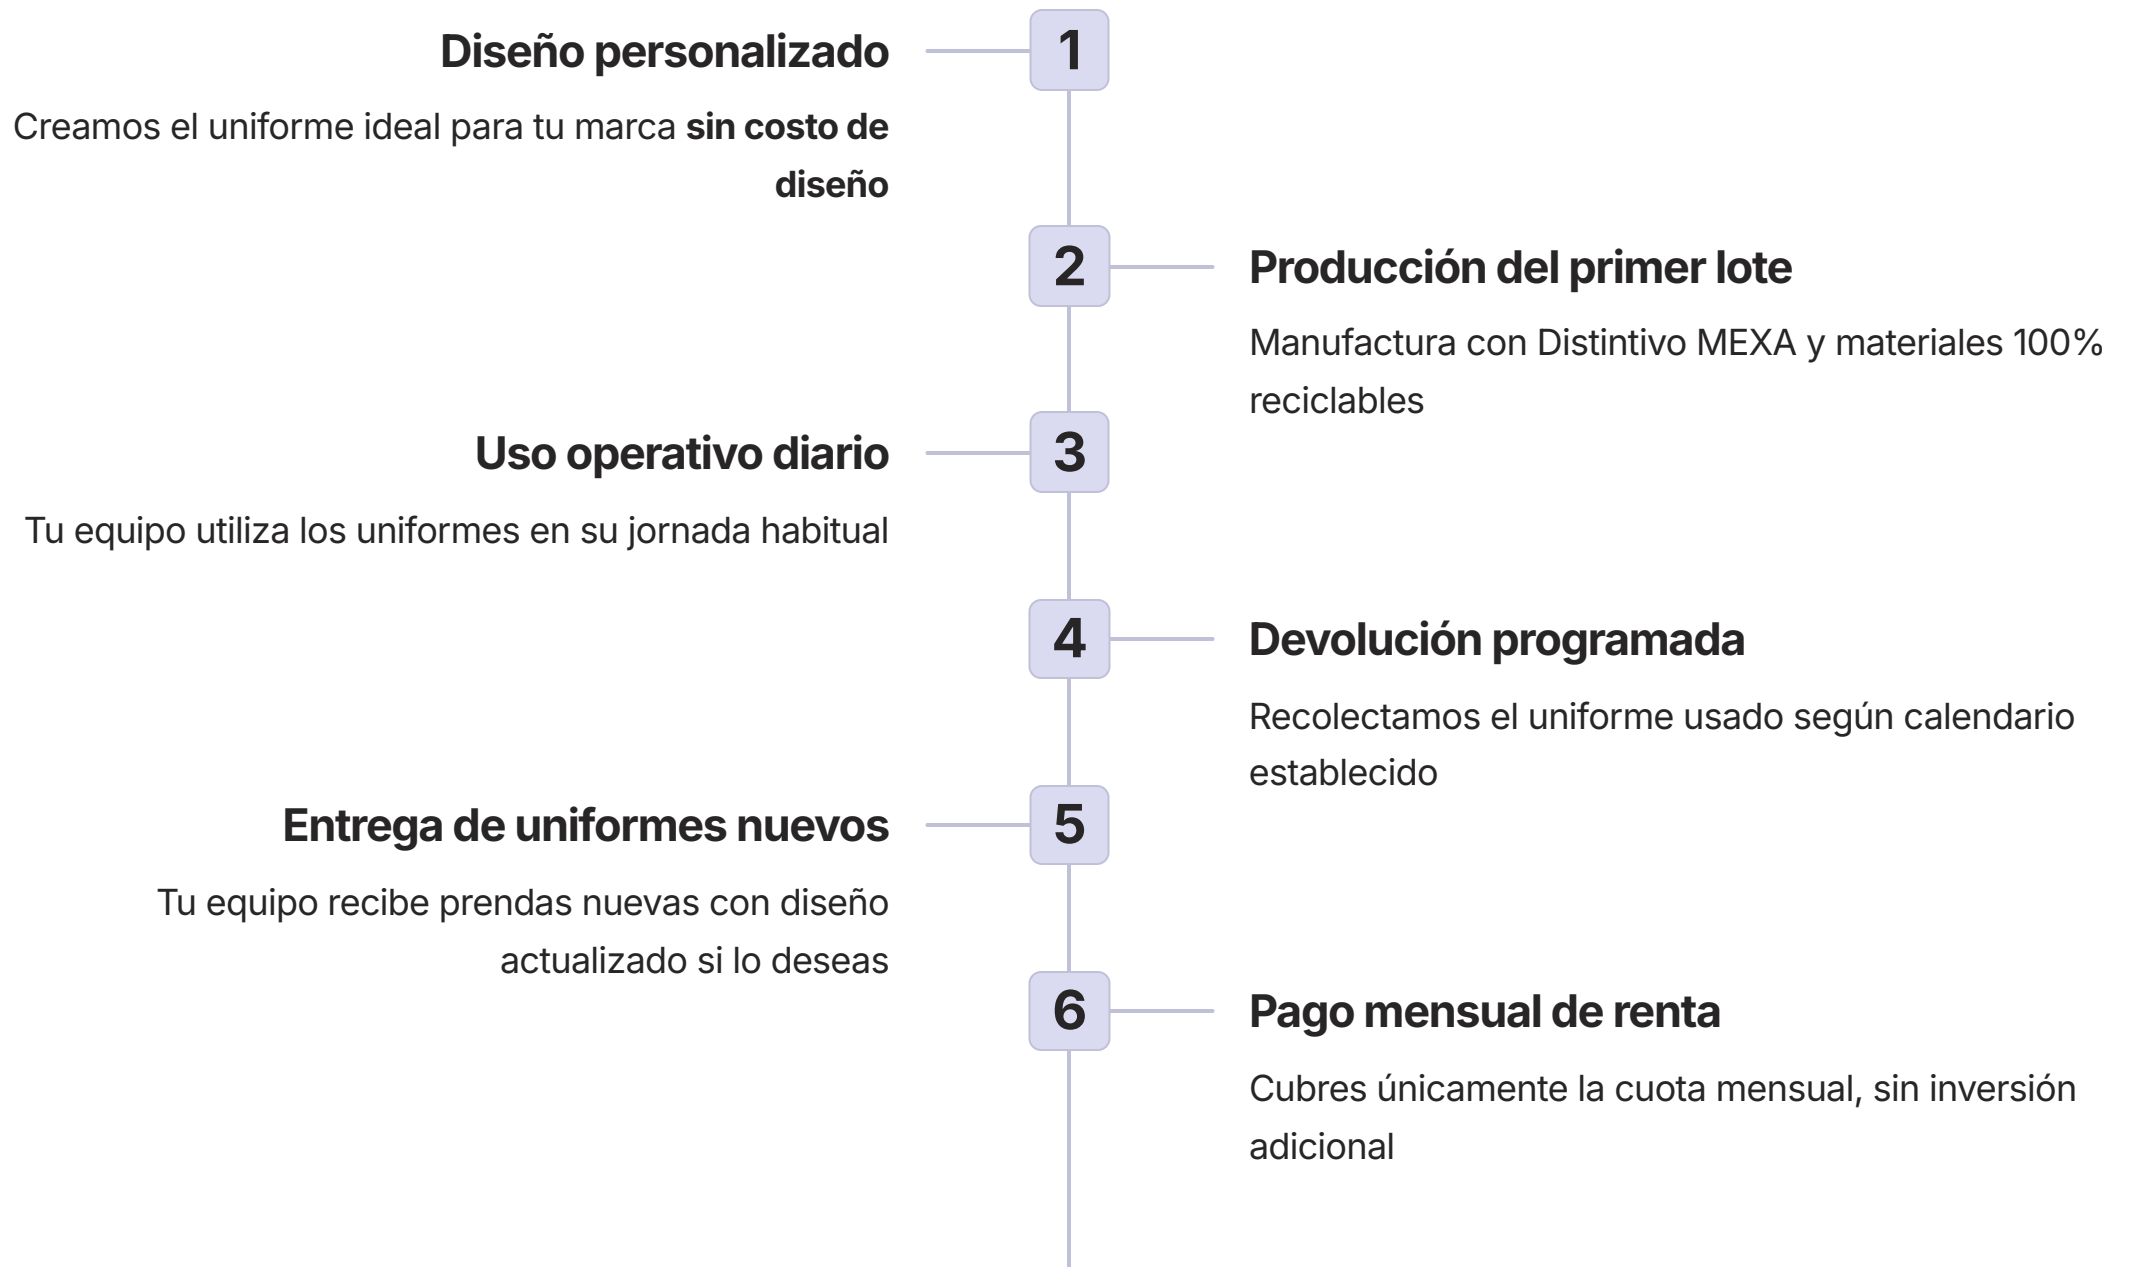 Diseño personalizado
1
Creamos el uniforme ideal para tu marca sin costo de
diseño
2
Producción del primer lote
Manufactura con Distintivo MEXA y materiales 100%
reciclables
Uso operativo diario
3
Tu equipo utiliza los uniformes en su jornada habitual
4
Devolución programada
Recolectamos el uniforme usado según calendario
establecido
Entrega de uniformes nuevos
5
Tu equipo recibe prendas nuevas con diseño
actualizado si lo deseas
6
Pago mensual de renta
Cubres únicamente la cuota mensual, sin inversión
adicional